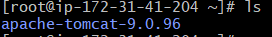 [root@ip-172-31-41-204 ~]# ls
apache-tomcat-9.0.96